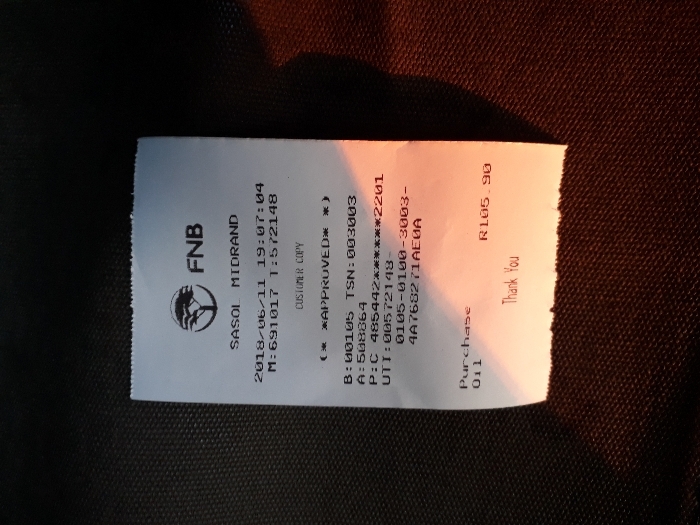 FNB
SASOL MIDRAND
2018/06/11 19:07:04
M:691017 T:572148
CUSTOMER COPY
(* *APPROVED* *)
B:00105 TSN:003003
A:508864
P:C 485442******2201
UTI:00572148-
0105-0100-3003-
4A768271AE0A
Purchase
Oil R105.90
Thank You